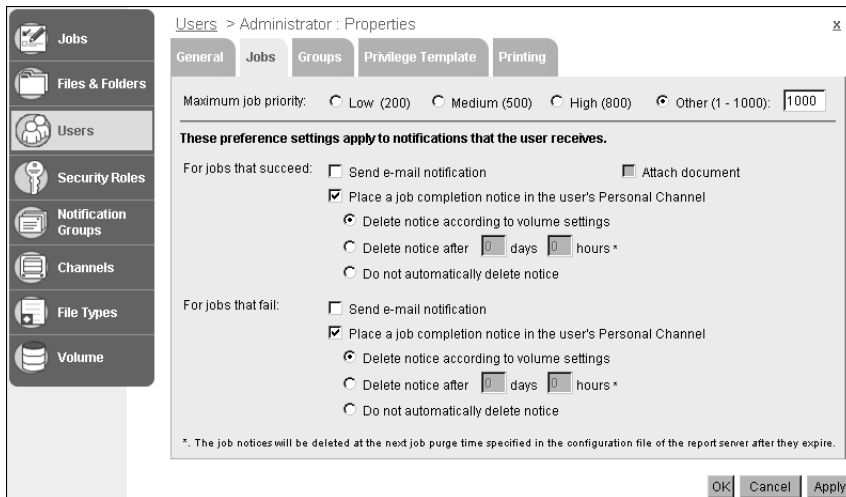 Jobs
Files & Folders
Users
Security Roles
Notification
Groups
Channels
File Types
Volume
Users > Administrator : Properties
x
General Jobs Groups Privilege Template Printing
Maximum job priority: Low (200) Medium (500) High (800) Other (1 - 1000): 1000
These preference settings apply to notifications that the user receives.
For jobs that succeed: Send e-mail notification Attach document
Place a job completion notice in the user's Personal Channel
Delete notice according to volume settings
Delete notice after 0 days 0 hours *
Do not automatically delete notice
For jobs that fail: Send e-mail notification
Place a job completion notice in the user's Personal Channel
Delete notice according to volume settings
Delete notice after 0 days 0 hours *
Do not automatically delete notice
*. The job notices will be deleted at the next job purge time specified in the configuration file of the report server after they expire.
OK Cancel Apply